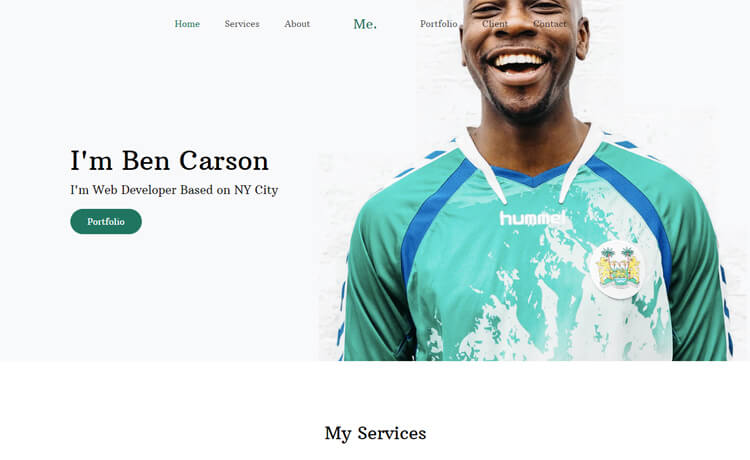 Home Services About Me. Portfolio Client Contact
I'm Ben Carson
I'm Web Developer Based on NY City
Portfolio
hummel
My Services